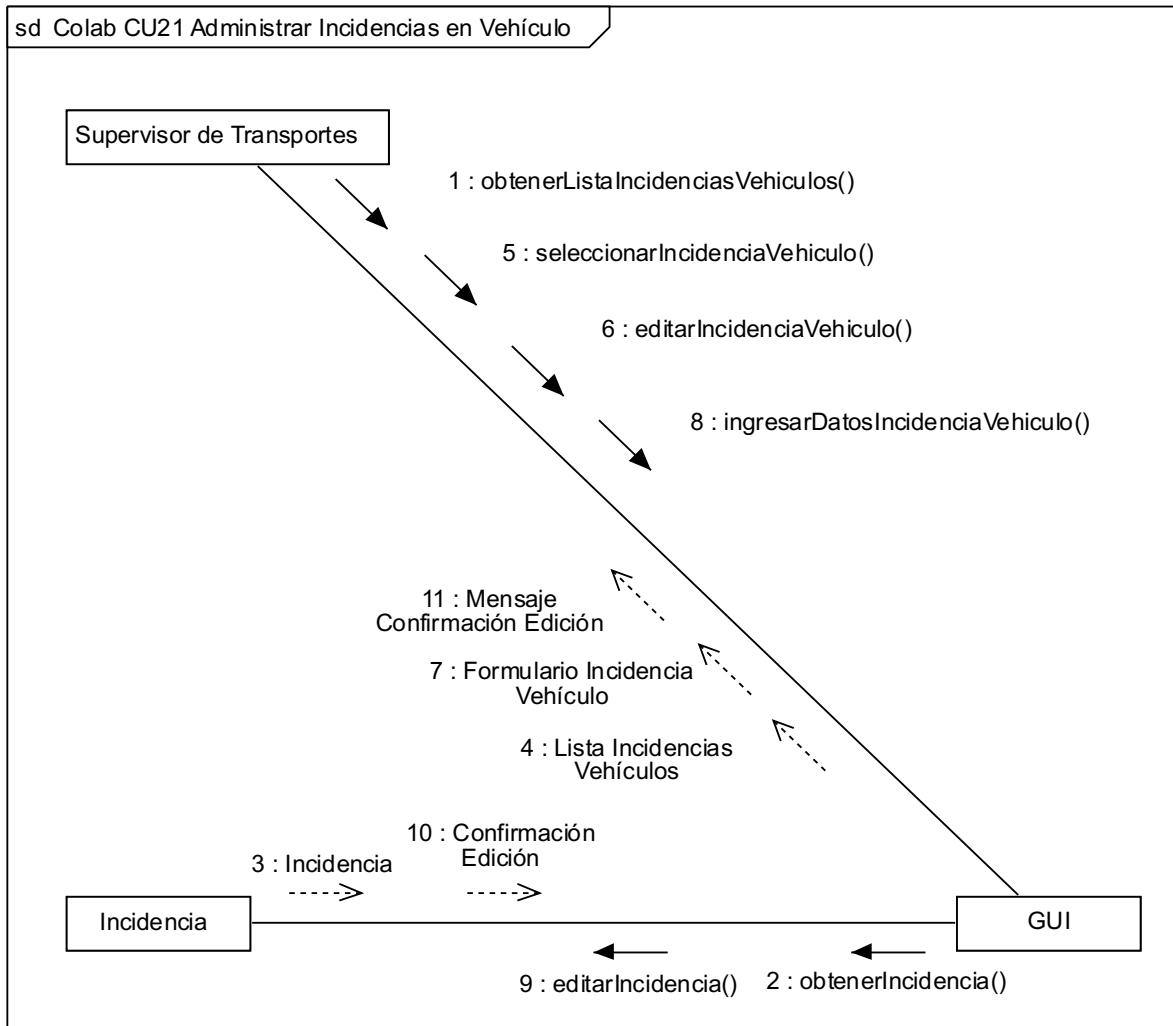 sd Colab CU21 Administrar Incidencias en Vehículo
Supervisor de Transportes
1 : obtenerListaIncidenciasVehiculos()
5 : seleccionarIncidenciaVehiculo()
6 : editarIncidenciaVehiculo()
8 : ingresarDatosIncidenciaVehiculo()
11 : Mensaje
Confirmación Edición
7 : Formulario Incidencia
Vehículo
4 : Lista Incidencias
Vehículos
10 : Confirmación
Edición
3 : Incidencia
Incidencia
GUI
9 : editarIncidencia()
2 : obtenerIncidencia()